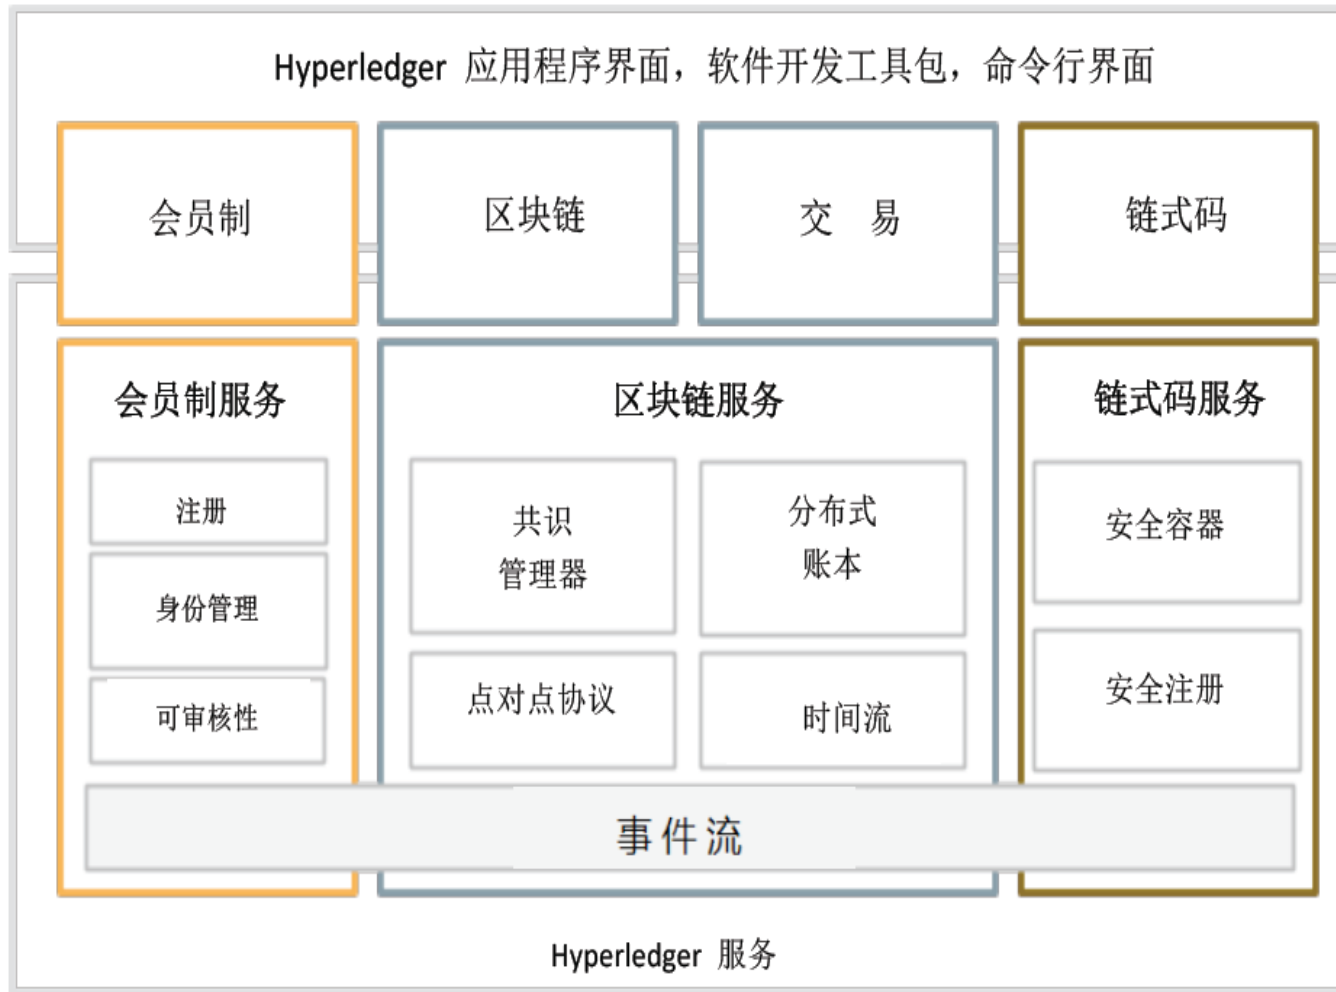 Hyperledger 应用程序界面，软件开发工具包，命令行界面
会员制
区块链
交 易
链式码
会员制服务
注册
身份管理
可审核性
区块链服务
共识
管理器
分布式
账本
点对点协议
时间流
链式码服务
安全容器
安全注册
事件流
Hyperledger 服务